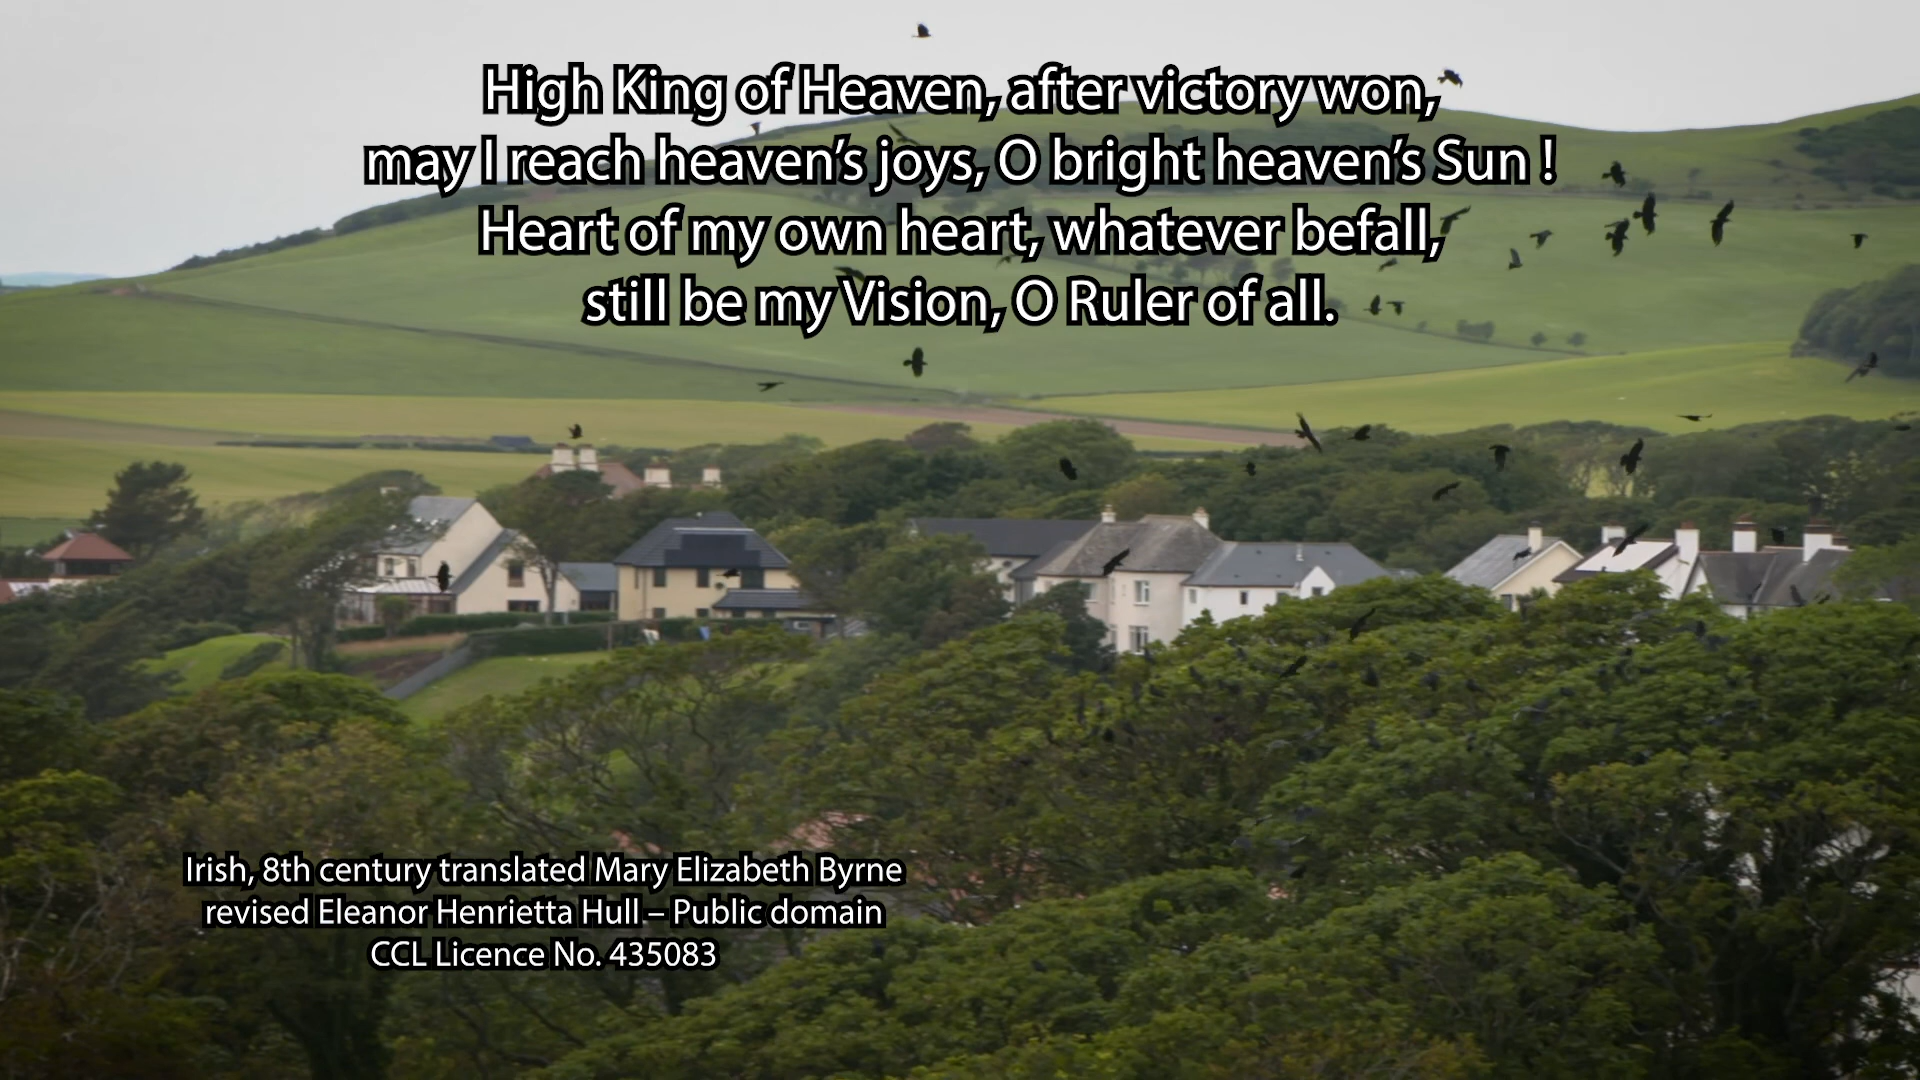 High King of Heaven, after victory won,
may I reach heaven’s joys, O bright heaven’s Sun !
Heart of my own heart, whatever befall,
still be my Vision, O Ruler of all.
Irish, 8th century translated Mary Elizabeth Byrne
revised Eleanor Henrietta Hull – Public domain
CCL Licence No. 435083